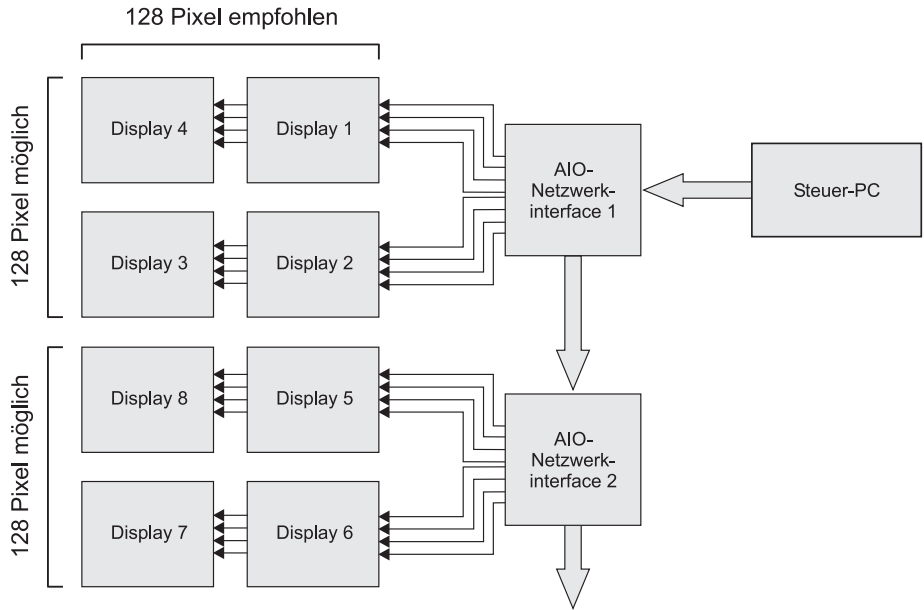 128 Pixel empfohlen
128 Pixel möglich
Display 4
Display 1
AIO-
Netzwerk-
interface 1
Steuer-PC
Display 3
Display 2
128 Pixel möglich
Display 8
Display 5
AIO-
Netzwerk-
interface 2
Display 7
Display 6